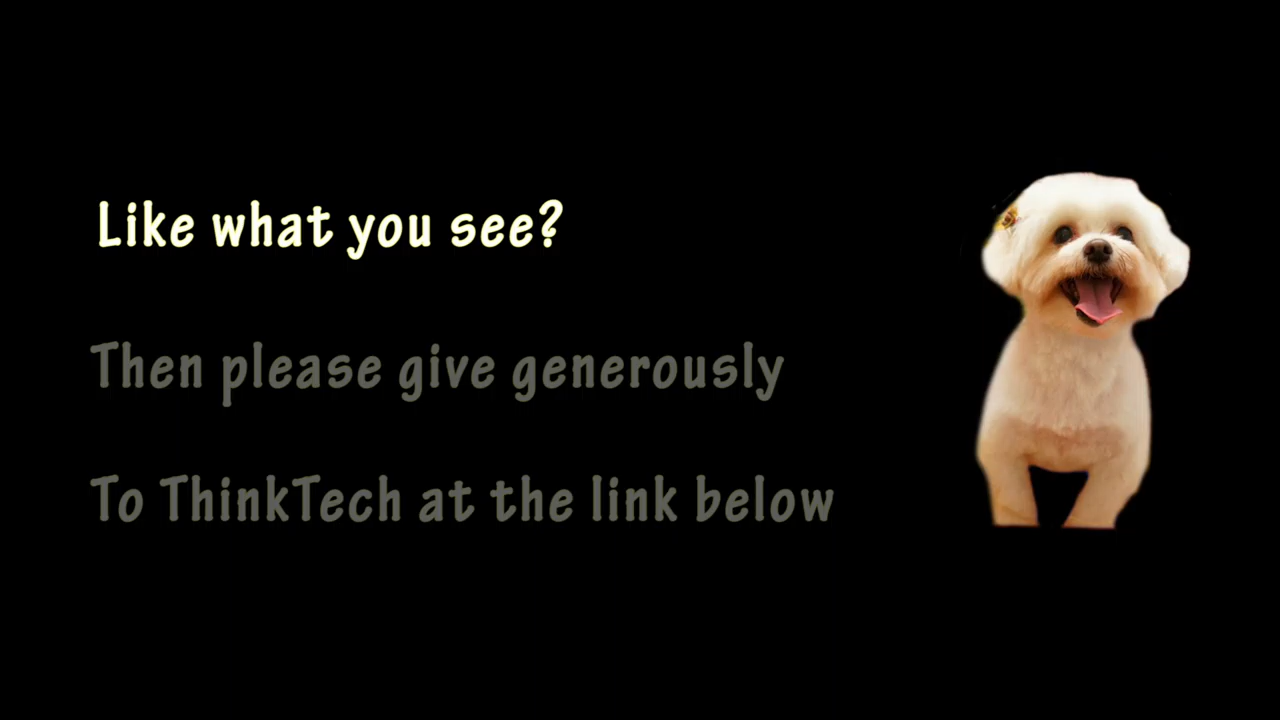 Like what you see?
Then please give generously
To ThinkTech at the link below